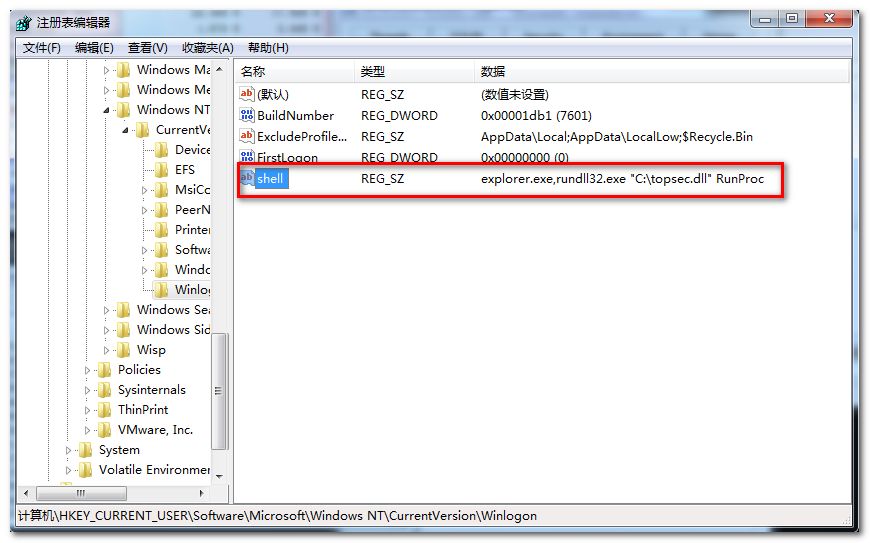 注册表编辑器
文件(F) 编辑(E) 查看(V) 收藏夹(A) 帮助(H)
Windows Ma
Windows Me
Windows NT
CurrentVe
Device
EFS
MsiCo
PeerN
Printe
Softwa
Windo
Winlog
Windows Sea
Windows Sid
Wisp
Policies
Sysinternals
ThinPrint
VMware, Inc.
System
Volatile Environmer
名称 类型 数据
(默认) REG_SZ (数值未设置)
BuildNumber REG_DWORD 0x00001db1 (7601)
ExcludeProfile... REG_SZ AppData\Local;AppData\LocalLow;$Recycle.Bin
FirstLogon REG_DWORD 0x00000000 (0)
shell REG_SZ explorer.exe,rundll32.exe "C:\topsec.dll" RunProc
计算机\HKEY_CURRENT_USER\Software\Microsoft\Windows NT\CurrentVersion\Winlogon